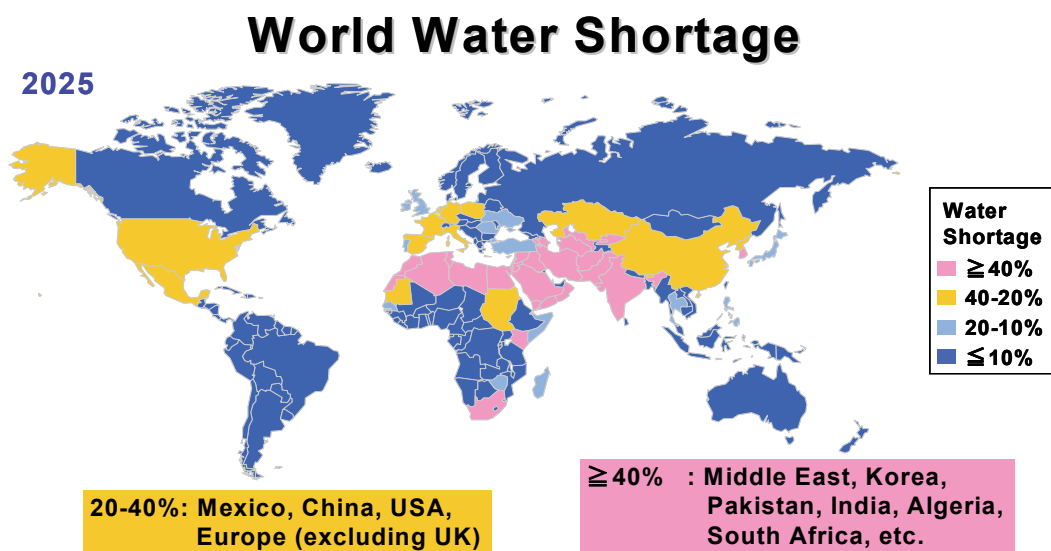 World Water Shortage
2025
Water
Shortage
≧40%
40-20%
20-10%
≦10%
20-40%: Mexico, China, USA,
Europe (excluding UK)
≧40% : Middle East, Korea,
Pakistan, India, Algeria,
South Africa, etc.